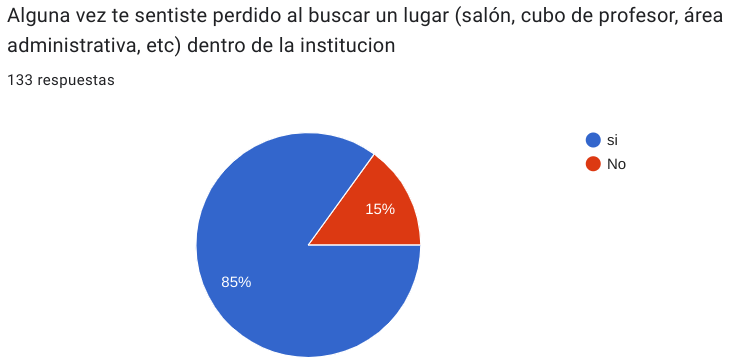 Alguna vez te sentiste perdido al buscar un lugar (salón, cubo de profesor, área
administrativa, etc) dentro de la institucion
133 respuestas
si
No
15%
85%